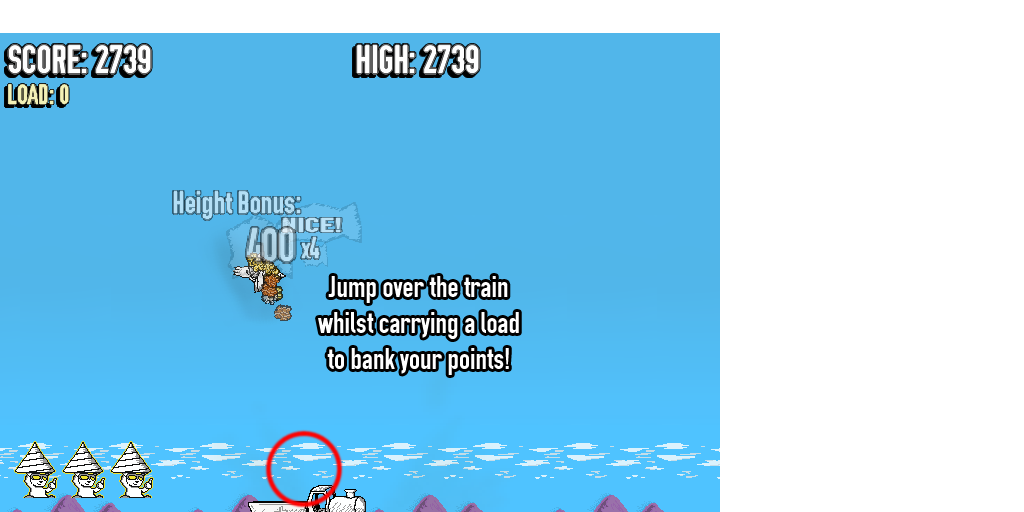 SCORE: 2739
HIGH: 2739
LOAD: 0
Height Bonus:
NICE!
400 x4
Jump over the train
whilst carrying a load
to bank your points!